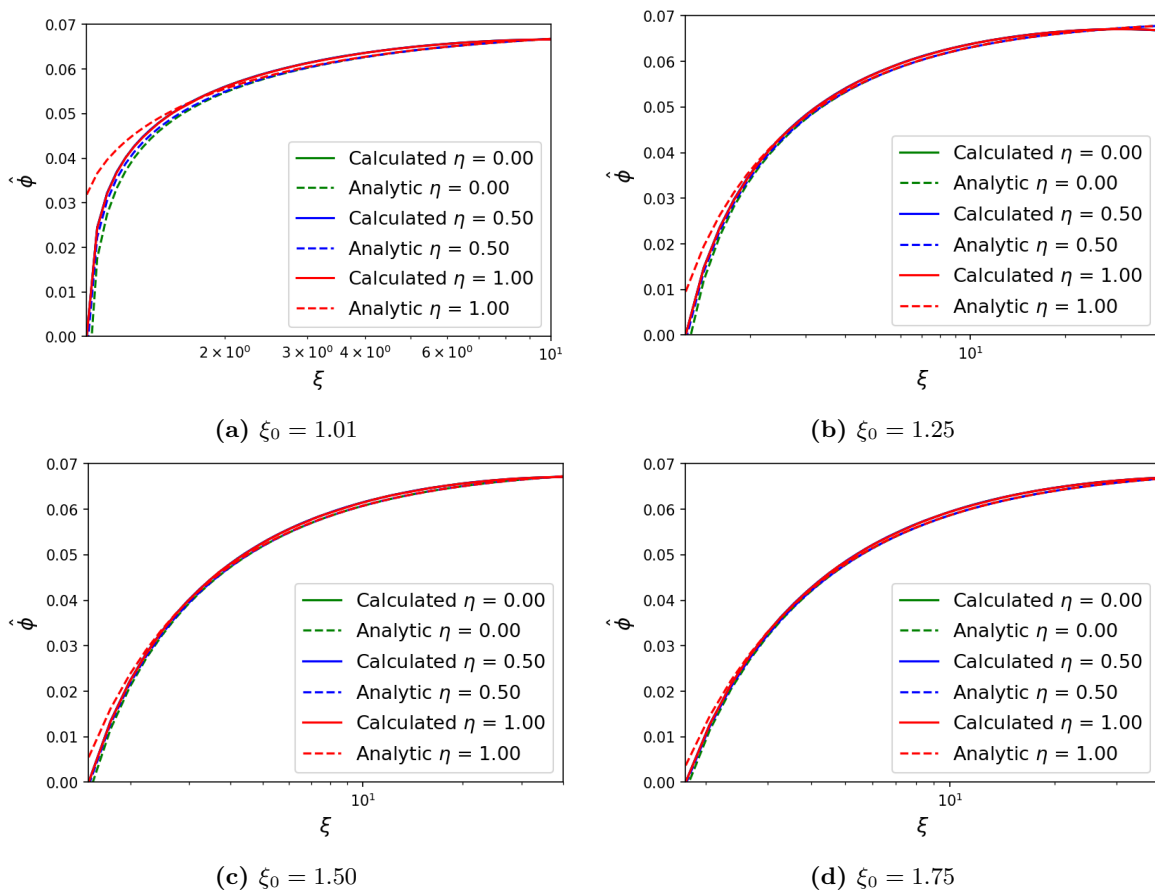 0.07
0.06
0.05
0.04
0.03
0.02
0.01
0.00
ϕ̂
Calculated η = 0.00
Analytic η = 0.00
Calculated η = 0.50
Analytic η = 0.50
Calculated η = 1.00
Analytic η = 1.00
2 × 10⁰ 3 × 10⁰ 4 × 10⁰ 6 × 10⁰ 10¹
ξ
(a) ξ₀ = 1.01
0.07
0.06
0.05
0.04
0.03
0.02
0.01
0.00
ϕ̂
Calculated η = 0.00
Analytic η = 0.00
Calculated η = 0.50
Analytic η = 0.50
Calculated η = 1.00
Analytic η = 1.00
10¹
ξ
(b) ξ₀ = 1.25
0.07
0.06
0.05
0.04
0.03
0.02
0.01
0.00
ϕ̂
Calculated η = 0.00
Analytic η = 0.00
Calculated η = 0.50
Analytic η = 0.50
Calculated η = 1.00
Analytic η = 1.00
10¹
ξ
(c) ξ₀ = 1.50
0.07
0.06
0.05
0.04
0.03
0.02
0.01
0.00
ϕ̂
Calculated η = 0.00
Analytic η = 0.00
Calculated η = 0.50
Analytic η = 0.50
Calculated η = 1.00
Analytic η = 1.00
10¹
ξ
(d) ξ₀ = 1.75